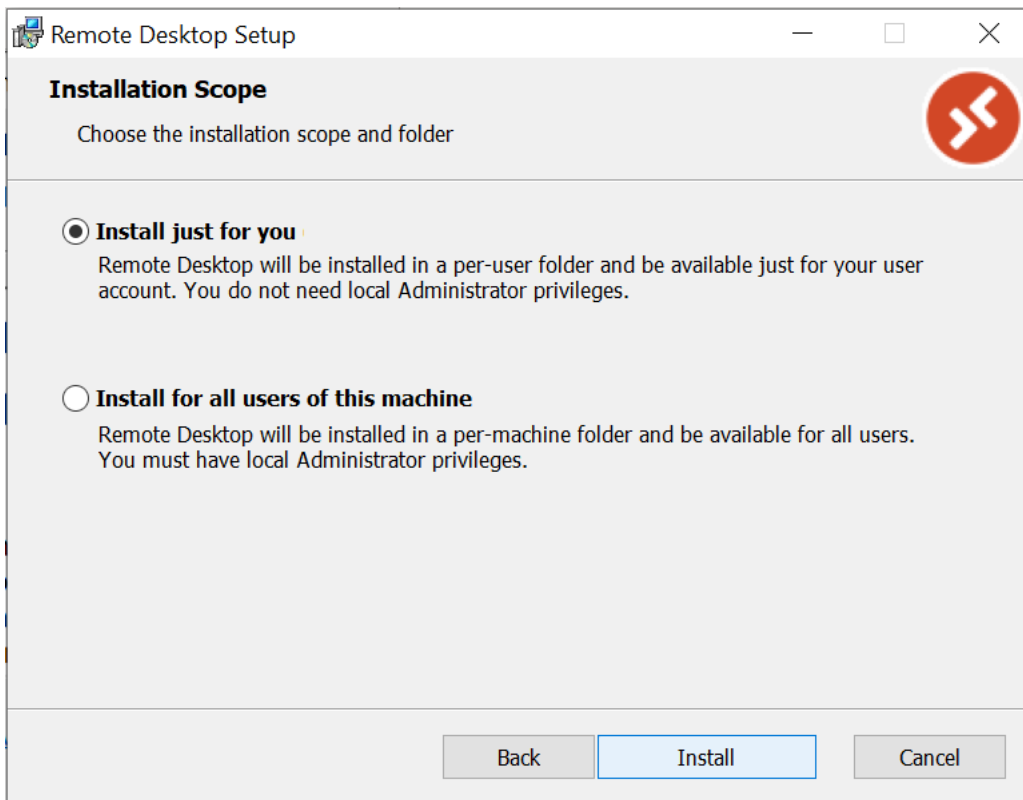 Remote Desktop Setup
Installation Scope
Choose the installation scope and folder
Install just for you
Remote Desktop will be installed in a per-user folder and be available just for your user
account. You do not need local Administrator privileges.
Install for all users of this machine
Remote Desktop will be installed in a per-machine folder and be available for all users.
You must have local Administrator privileges.
Back
Install
Cancel